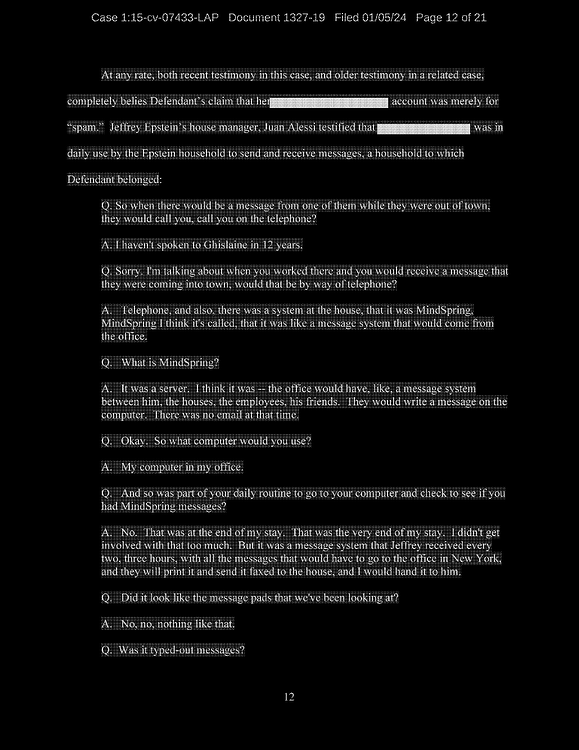 Case 1:15-cv-07433-LAP Document 1327-19 Filed 01/05/24 Page 12 of 21
At any rate, both recent testimony in this case, and older testimony in a related case,
completely belies Defendant's claim that her account was merely for
“spam.” Jeffrey Epstein's house manager, Juan Alessi testified that was in
daily use by the Epstein household to send and receive messages, a household to which
Defendant belonged:
Q. So when there would be a message from one of them while they were out of town,
they would call you, call you on the telephone?
A. I haven't spoken to Ghislaine in 12 years.
Q. Sorry. I'm talking about when you worked there and you would receive a message that
they were coming into town, would that be by way of telephone?
A. Telephone, and also, there was a system at the house, that it was MindSpring,
MindSpring I think it's called, that it was like a message system that would come from
the office.
Q. What is MindSpring?
A. It was a server. I think it was -- the office would have, like, a message system
between him, the houses, the employees, his friends. They would write a message on the
computer. There was no email at that time.
Q. Okay. So what computer would you use?
A. My computer in my office.
Q. And so was part of your daily routine to go to your computer and check to see if you
had MindSpring messages?
A. No. That was at the end of my stay. That was the very end of my stay. I didn't get
involved with that too much. But it was a message system that Jeffrey received every
two, three hours, with all the messages that would have to go to the office in New York,
and they will print it and send it faxed to the house, and I would hand it to him.
Q. Did it look like the message pads that we've been looking at?
A. No, no, nothing like that.
Q. Was it typed-out messages?
12